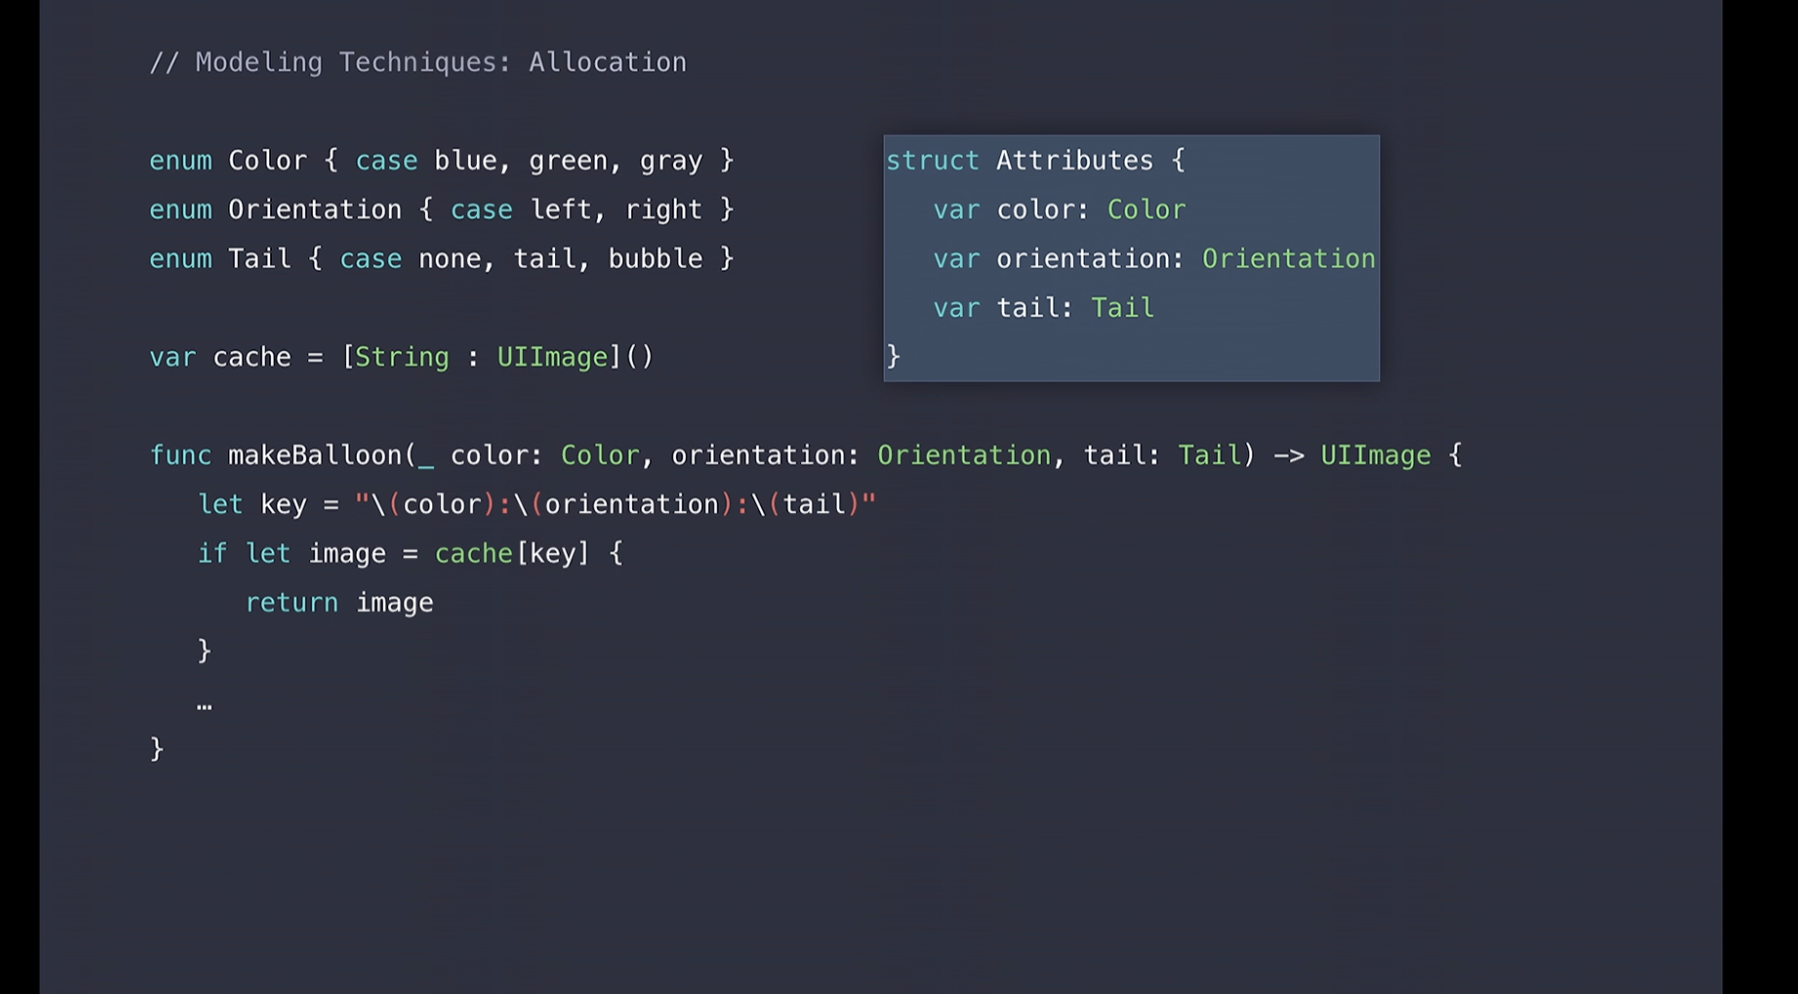 // Modeling Techniques: Allocation
enum Color { case blue, green, gray }
enum Orientation { case left, right }
enum Tail { case none, tail, bubble }
var cache = [String : UIImage]()
struct Attributes {
   var color: Color
   var orientation: Orientation
   var tail: Tail
}
func makeBalloon(_ color: Color, orientation: Orientation, tail: Tail) -> UIImage {
   let key = "\(color):\(orientation):\(tail)"
   if let image = cache[key] {
      return image
   }
   …
}